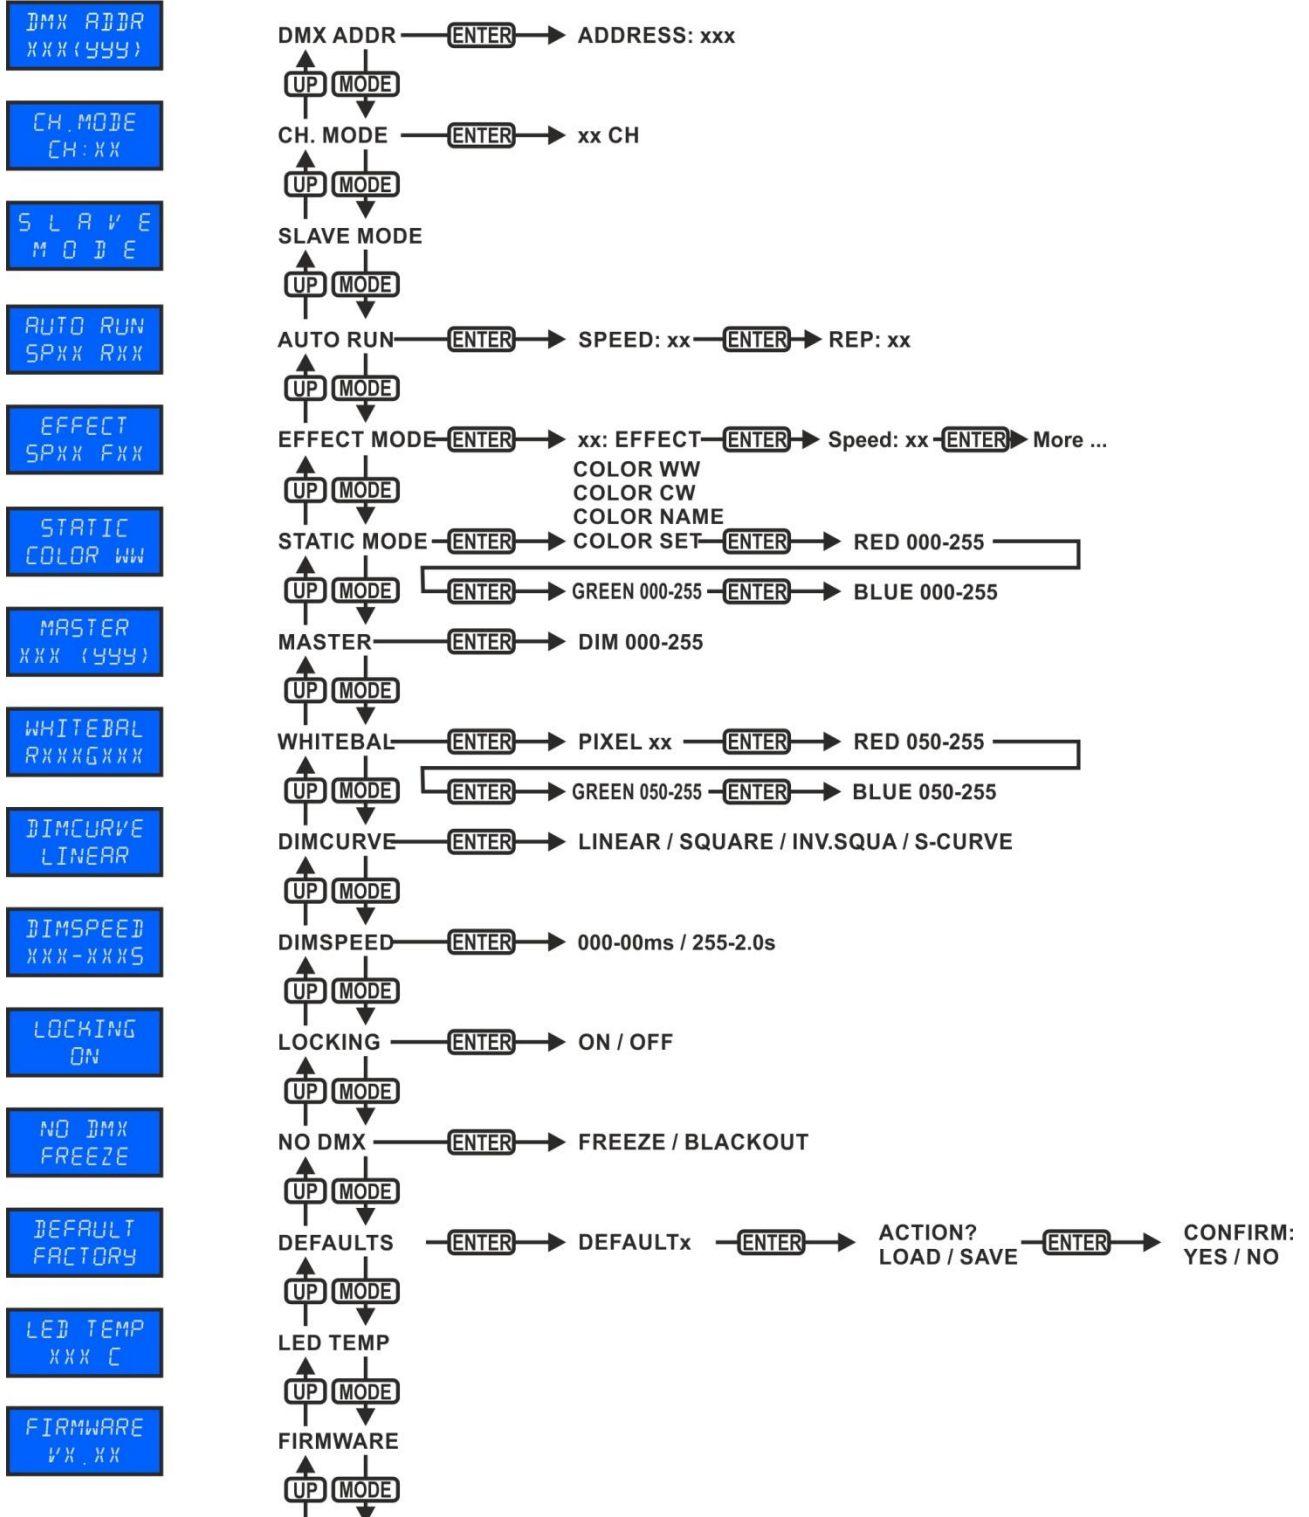 DMX ADDR
XXX(yyy)
DMX ADDR ENTER ADDRESS: xxx
UP MODE
CH.MODE
CH:XX
CH. MODE ENTER xx CH
UP MODE
SLAVE
MODE
SLAVE MODE
UP MODE
AUTO RUN
SPXX RXX
AUTO RUN ENTER SPEED: xx ENTER REP: xx
UP MODE
EFFECT
SPXX FXX
EFFECT MODE ENTER xx: EFFECT ENTER Speed: xx ENTER More ...
UP MODE
COLOR WW
COLOR CW
COLOR NAME
STATIC
COLOR WW
STATIC MODE ENTER COLOR SET ENTER RED 000-255
UP MODE ENTER GREEN 000-255 ENTER BLUE 000-255
MASTER
XXX (yyy)
MASTER ENTER DIM 000-255
UP MODE
WHITEBAL
RXXXGXXX
WHITEBAL ENTER PIXEL xx ENTER RED 050-255
UP MODE ENTER GREEN 050-255 ENTER BLUE 050-255
DIMCURVE
LINEAR
DIMCURVE ENTER LINEAR / SQUARE / INV.SQUA / S-CURVE
UP MODE
DIMSPEED
XXX-XXXS
DIMSPEED ENTER 000-00ms / 255-2.0s
UP MODE
LOCKING
ON
LOCKING ENTER ON / OFF
UP MODE
NO DMX
FREEZE
NO DMX ENTER FREEZE / BLACKOUT
UP MODE
DEFAULT
FACTORY
DEFAULTS ENTER DEFAULTx ENTER ACTION?
LOAD / SAVE ENTER CONFIRM:
YES / NO
UP MODE
LED TEMP
XXX C
LED TEMP
UP MODE
FIRMWARE
VX.XX
FIRMWARE
UP MODE